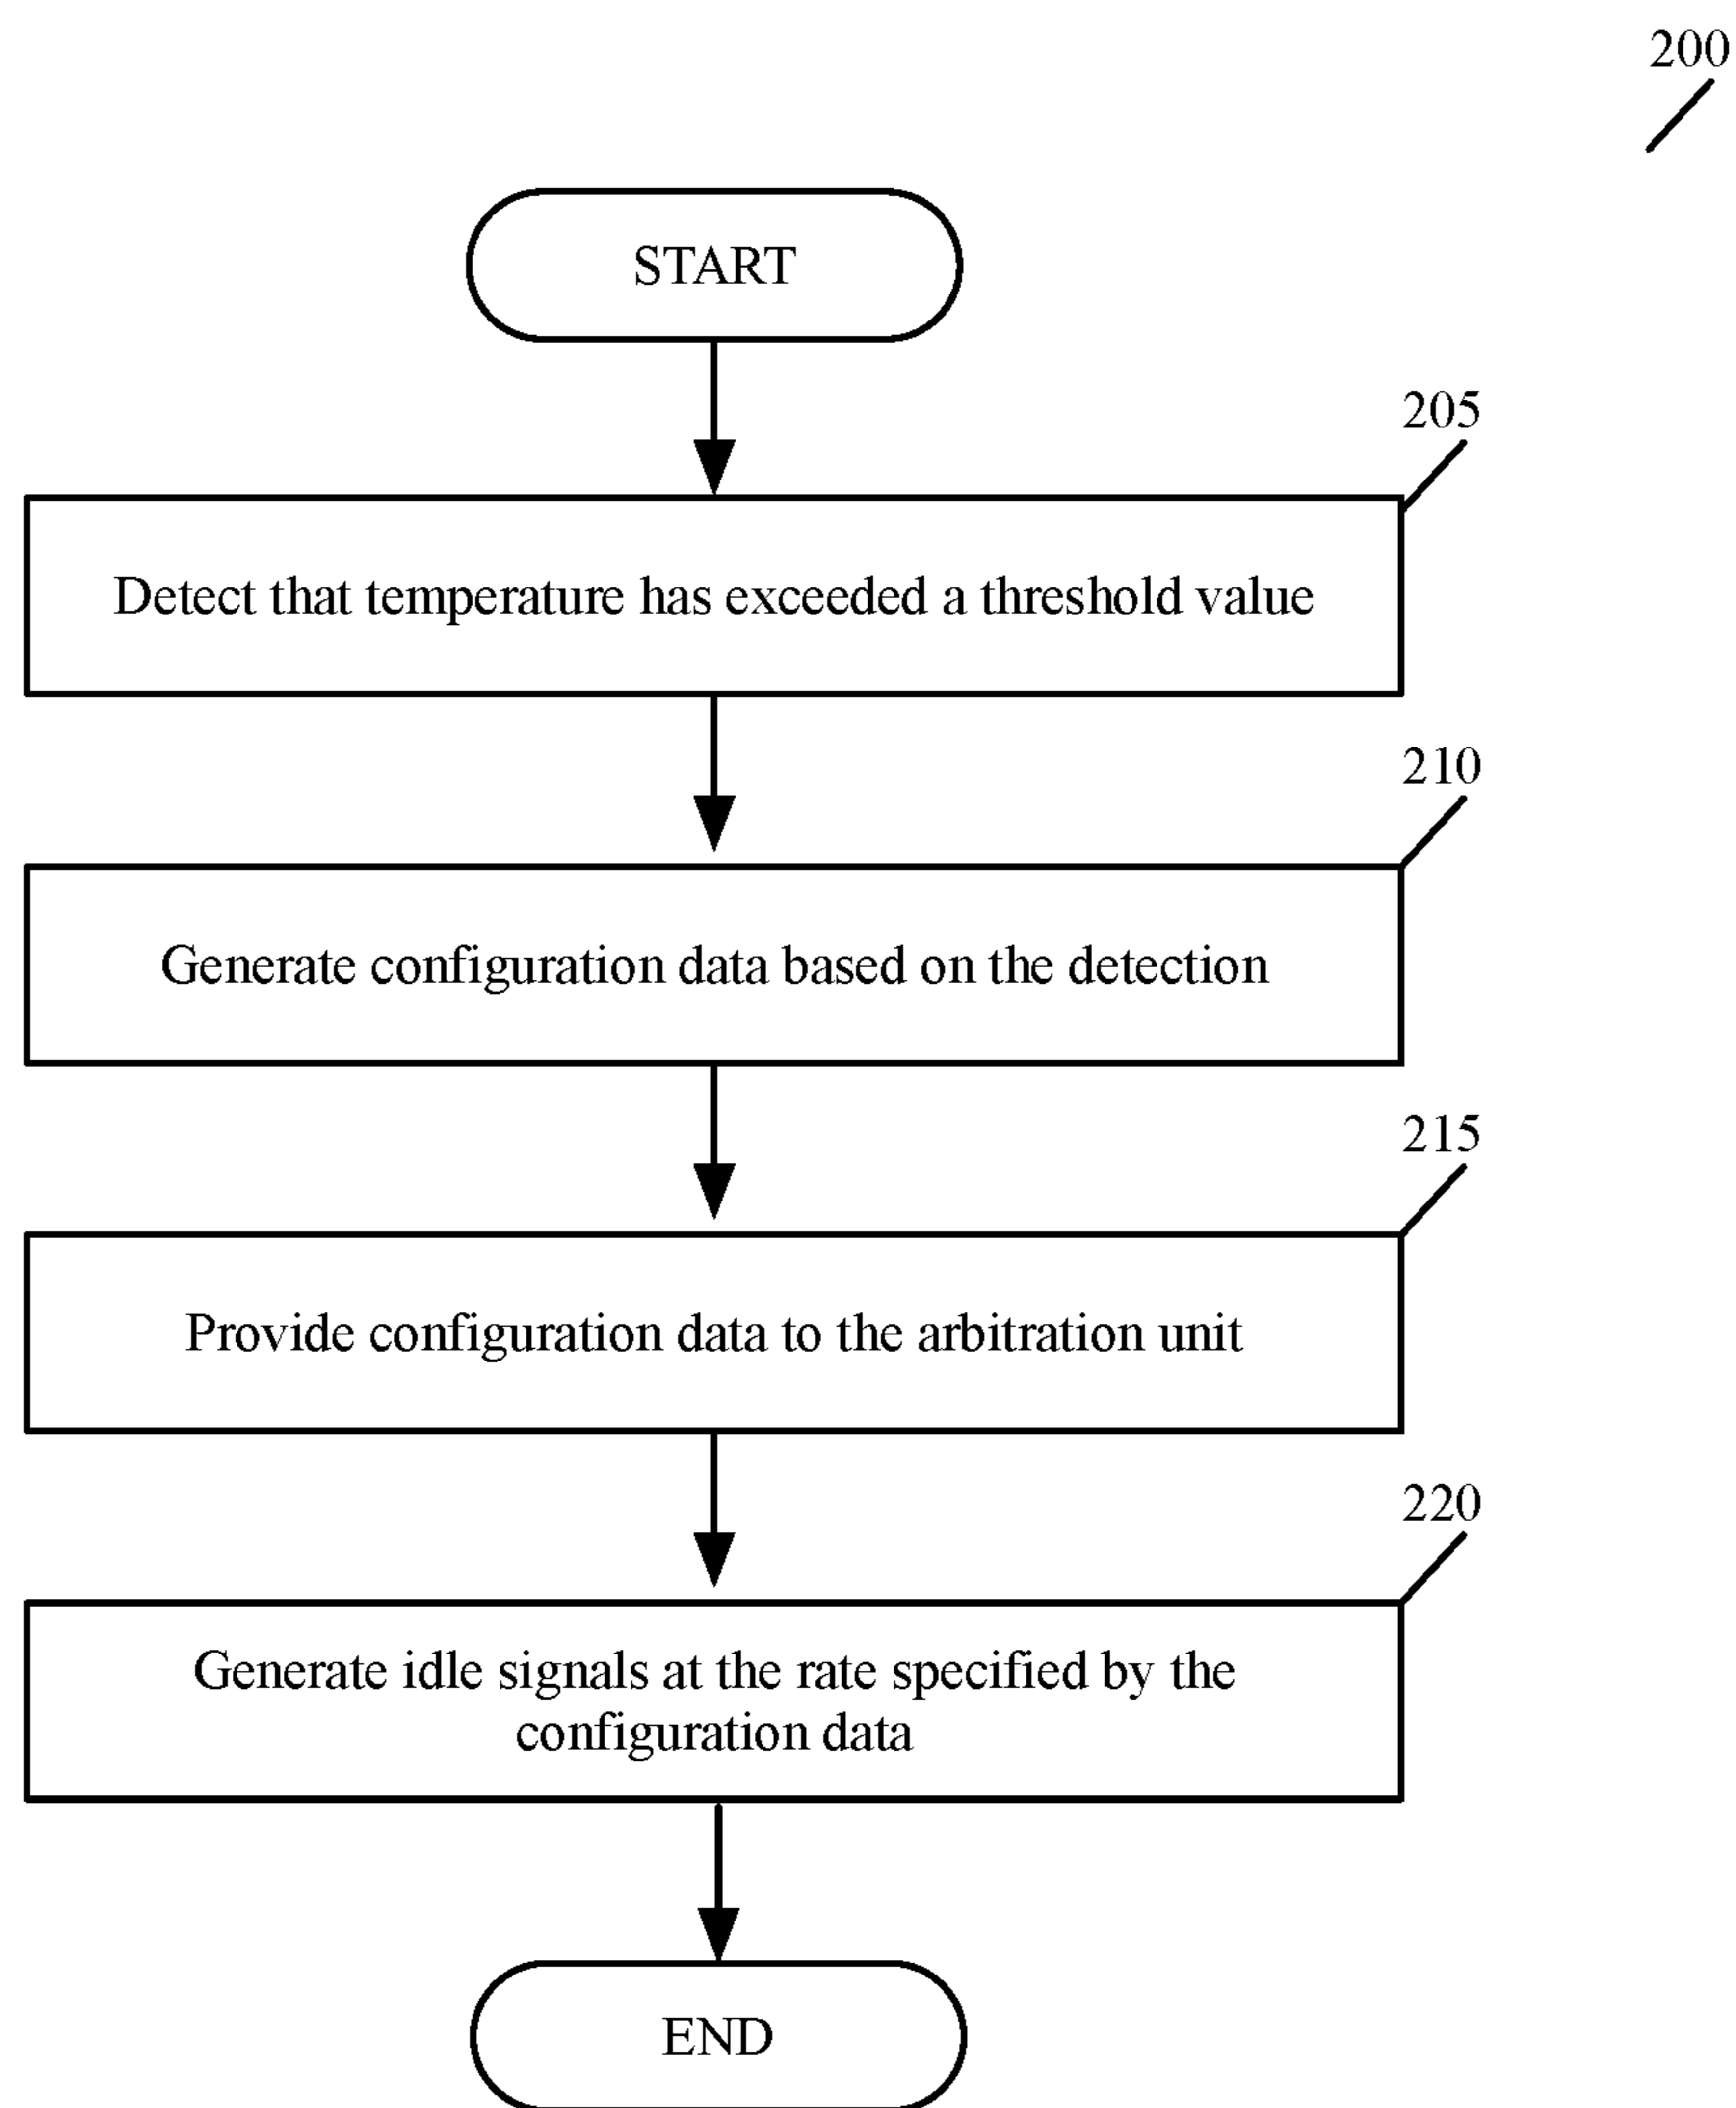 200
START
205
Detect that temperature has exceeded a threshold value
210
Generate configuration data based on the detection
215
Provide configuration data to the arbitration unit
220
Generate idle signals at the rate specified by the
configuration data
END